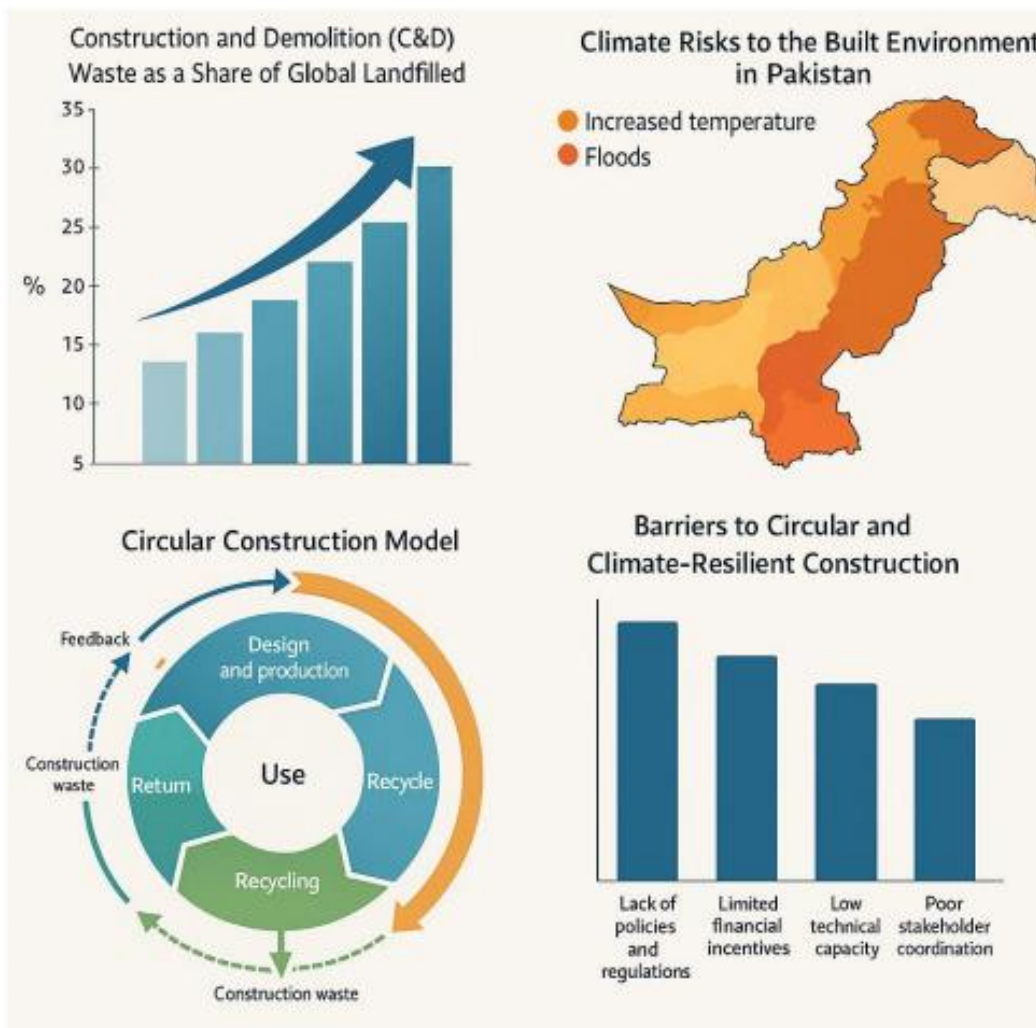 Construction and Demolition (C&D)
Waste as a Share of Global Landfilled
35
30
25
%
20
15
10
5
Climate Risks to the Built Environment
in Pakistan
Increased temperature
Floods
Circular Construction Model
Feedback
Design
and production
Construction
waste
Return
Use
Recycle
Recycling
Construction waste
Barriers to Circular and
Climate-Resilient Construction
Lack of
policies
and
regulations
Limited
financial
incentives
Low
technical
capacity
Poor
stakeholder
coordination